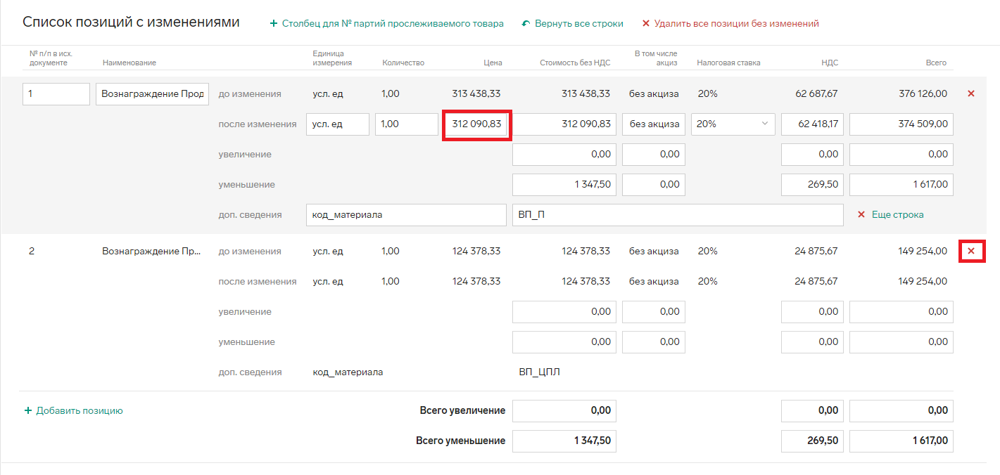 Список позиций с изменениями + Столбец для № партий прослеживаемого товара Вернуть все строки × Удалить все позиции без изменений
№ п/п в исх. документе Наименование Единица измерения Количество Цена Стоимость без НДС В том числе акциз Налоговая ставка НДС Всего
1 Вознаграждение Прод до изменения усл. ед 1,00 313 438,33 313 438,33 без акциза 20% 62 687,67 376 126,00 ×
после изменения усл. ед 1,00 312 090,83 312 090,83 без акциза 20% 62 418,17 374 509,00
увеличение 0,00 0,00 0,00 0,00
уменьшение 1 347,50 0,00 269,50 1 617,00
доп. сведения код_материала ВП_П × Еще строка
2 Вознаграждение Пр... до изменения усл. ед 1,00 124 378,33 124 378,33 без акциза 20% 24 875,67 149 254,00 ×
после изменения усл. ед 1,00 124 378,33 124 378,33 без акциза 20% 24 875,67 149 254,00
увеличение 0,00 0,00 0,00 0,00
уменьшение 0,00 0,00 0,00 0,00
доп. сведения код_материала ВП_ЦПЛ
+ Добавить позицию Всего увеличение 0,00 0,00 0,00
Всего уменьшение 1 347,50 269,50 1 617,00